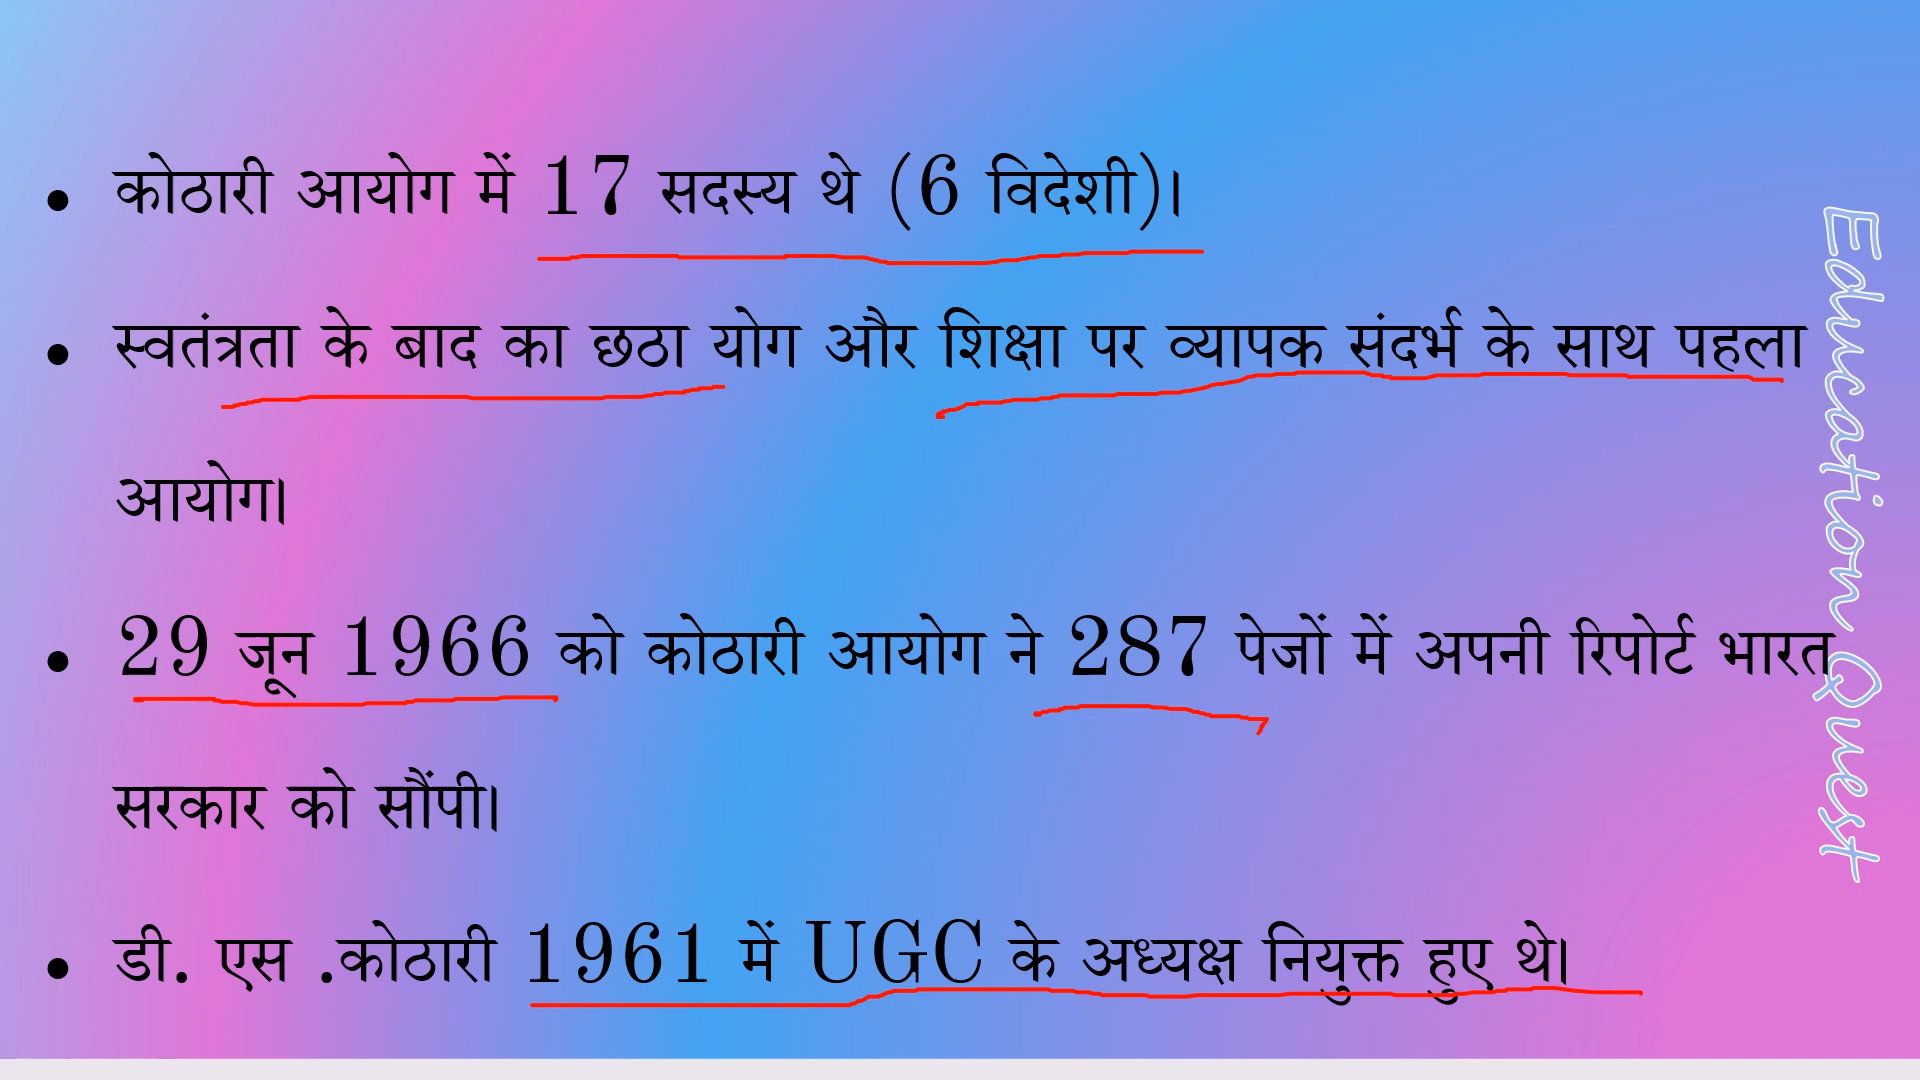 • कोठारी आयोग में 17 सदस्य थे (6 विदेशी)।
• स्वतंत्रता के बाद का छठा योग और शिक्षा पर व्यापक संदर्भ के साथ पहला
आयोग।
• 29 जून 1966 को कोठारी आयोग ने 287 पेजों में अपनी रिपोर्ट भारत
सरकार को सौंपी।
• डी. एस .कोठारी 1961 में UGC के अध्यक्ष नियुक्त हुए थे।
Education Quest